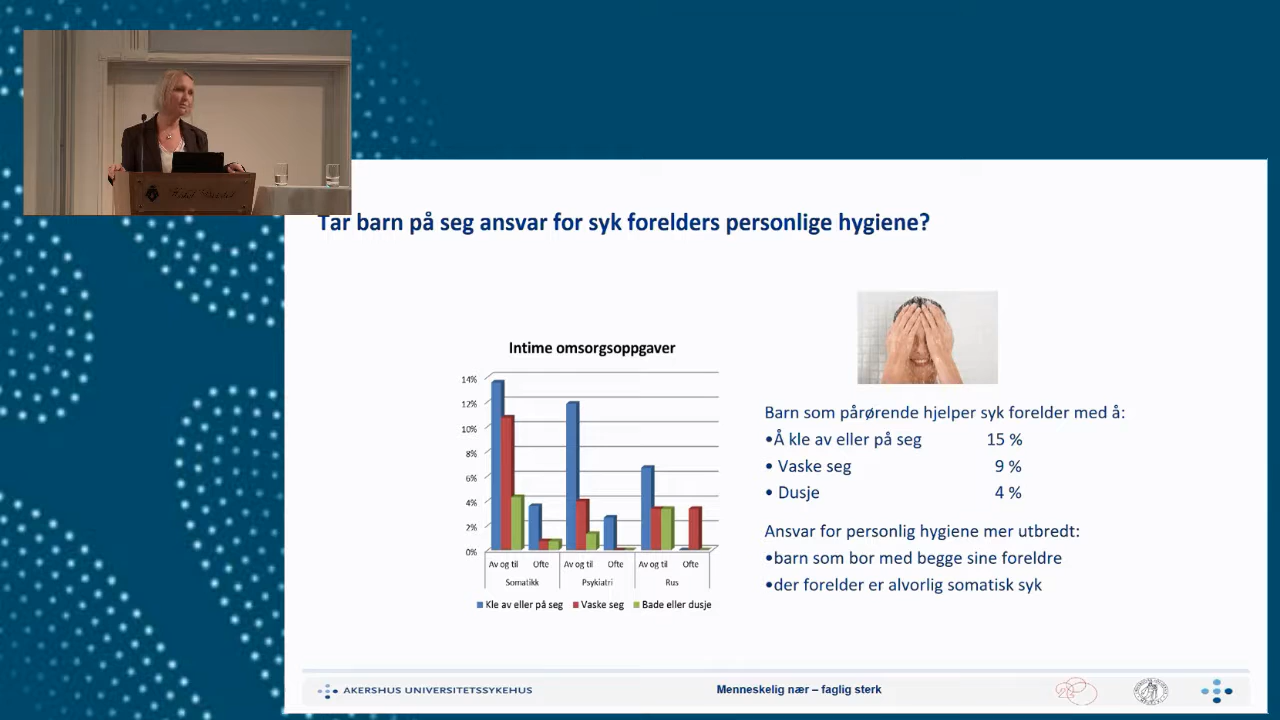 Tar barn på seg ansvar for syk forelders personlige hygiene?
Intime omsorgsoppgaver
14%
12%
10%
8%
6%
4%
2%
0%
Av og til Ofte Av og til Ofte Av og til Ofte
Somatikk Psykiatri Rus
Kle av eller på seg Vaske seg Bade eller dusje
Barn som pårørende hjelper syk forelder med å:
•Å kle av eller på seg 15 %
• Vaske seg 9 %
• Dusje 4 %
Ansvar for personlig hygiene mer utbredt:
•barn som bor med begge sine foreldre
•der forelder er alvorlig somatisk syk
AKERSHUS UNIVERSITETSSYKEHUS
Menneskelig nær – faglig sterk